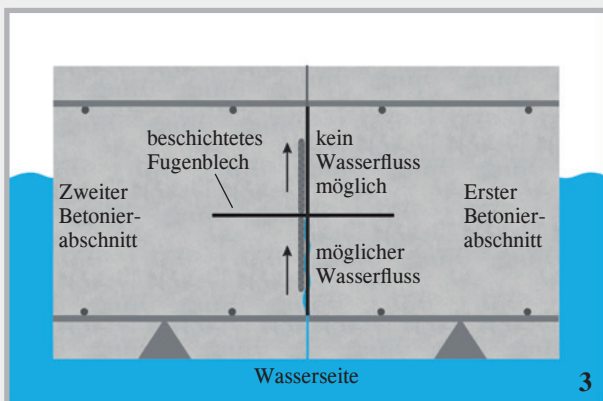 beschichtetes
Fugenblech
kein
Wasserfluss
möglich
Zweiter
Betonier-
abschnitt
Erster
Betonier-
abschnitt
möglicher
Wasserfluss
Wasserseite
3